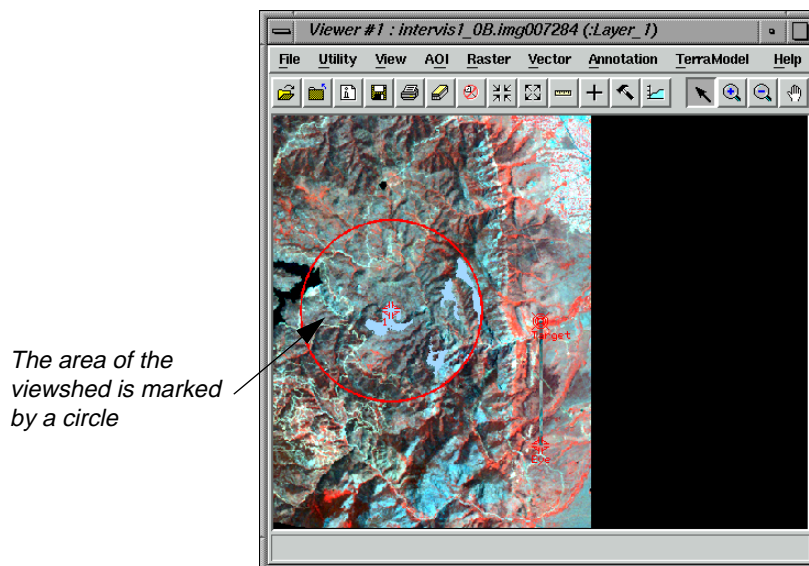 Viewer #1 : intervis1_0B.img007284 (:Layer_1)
File Utility View AOI Raster Vector Annotation TerraModel Help
Target
Eye
The area of the
viewshed is marked
by a circle